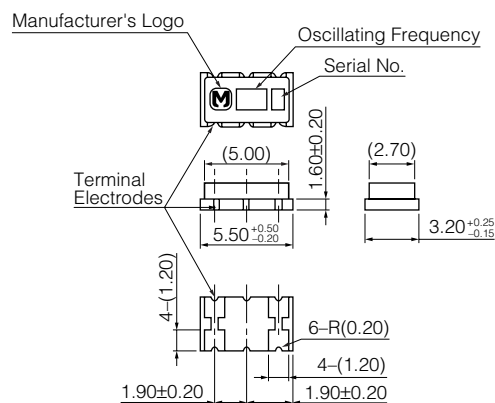 Manufacturer's Logo
Oscillating Frequency
Serial No.
M
(5.00)
1.60±0.20
(2.70)
Terminal
Electrodes
5.50 +0.50 −0.20
3.20 +0.25 −0.15
4–(1.20)
6–R(0.20)
4–(1.20)
1.90±0.20
1.90±0.20